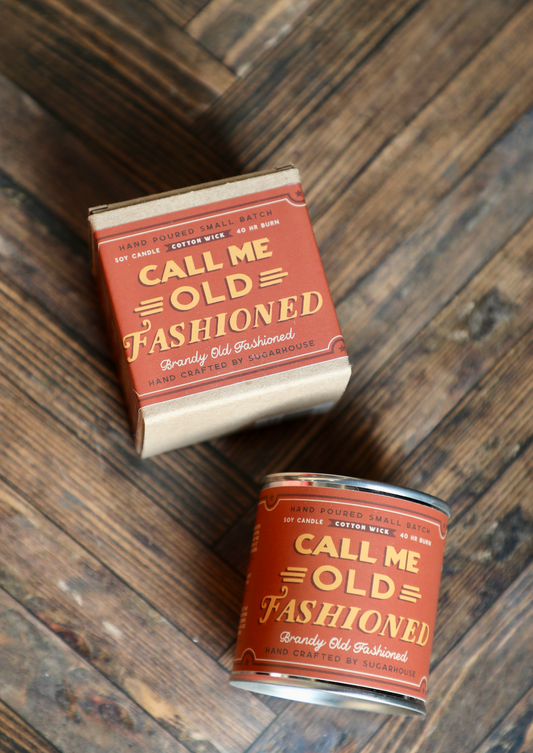 HAND POURED SMALL BATCH
SOY CANDLE COTTON WICK 40 HR BURN
CALL ME
OLD
FASHIONED
Brandy Old Fashioned
HAND CRAFTED BY SUGARHOUSE
HAND POURED SMALL BATCH
SOY CANDLE COTTON WICK 40 HR BURN
CALL ME
OLD
FASHIONED
Brandy Old Fashioned
HAND CRAFTED BY SUGARHOUSE